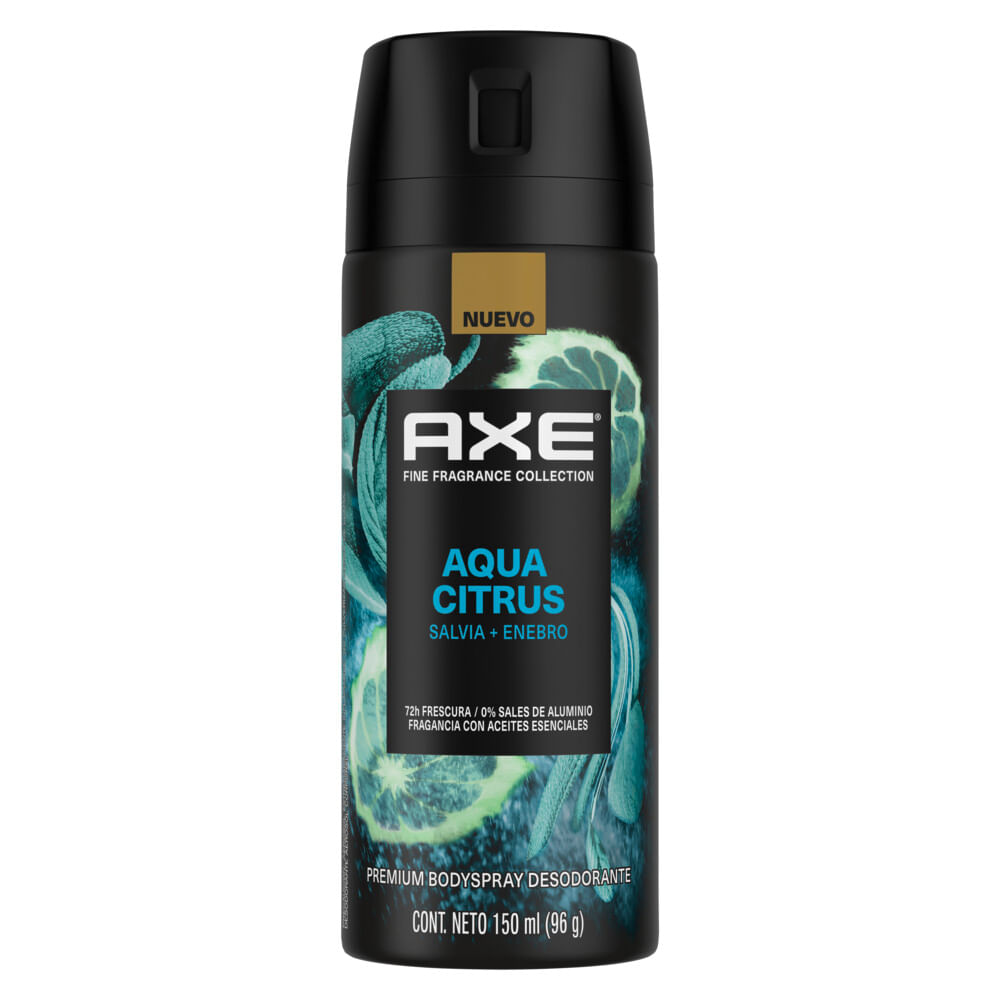 NUEVO
AXE®
FINE FRAGRANCE COLLECTION
AQUA
CITRUS
SALVIA + ENEBRO
72h FRESCURA / 0% SALES DE ALUMINIO
FRAGANCIA CON ACEITES ESENCIALES
PREMIUM BODYSPRAY DESODORANTE
CONT. NETO 150 ml (96 g)